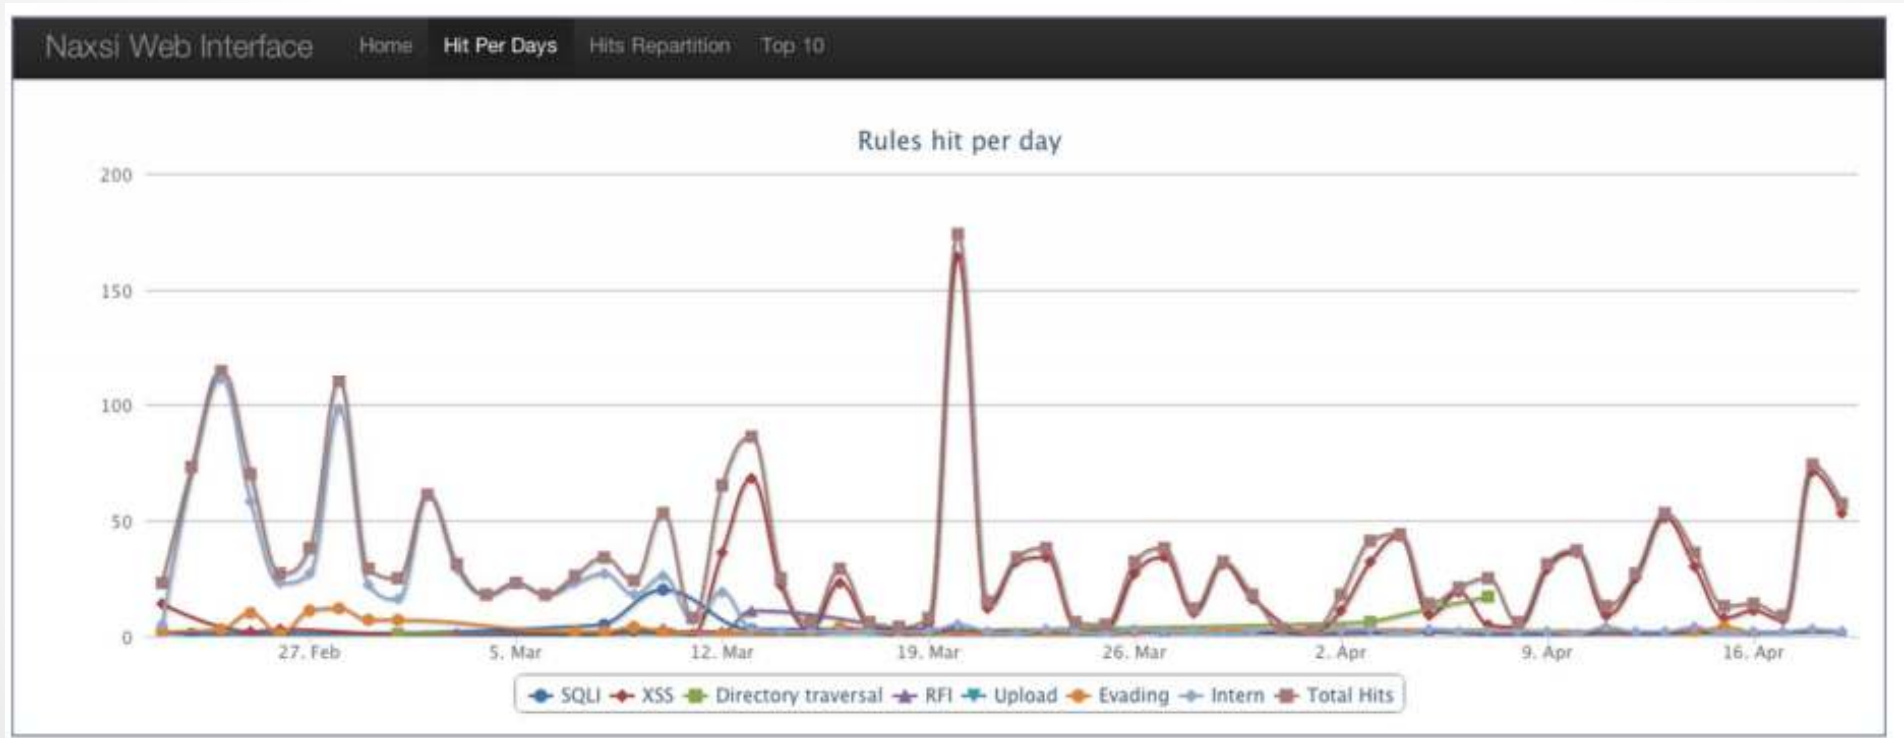 Naxsi Web Interface Home Hit Per Days Hits Repartition Top 10
Rules hit per day
200
150
100
50
0
27. Feb 5. Mar 12. Mar 19. Mar 26. Mar 2. Apr 9. Apr 16. Apr
SQLI XSS Directory traversal RFI Upload Evading Intern Total Hits